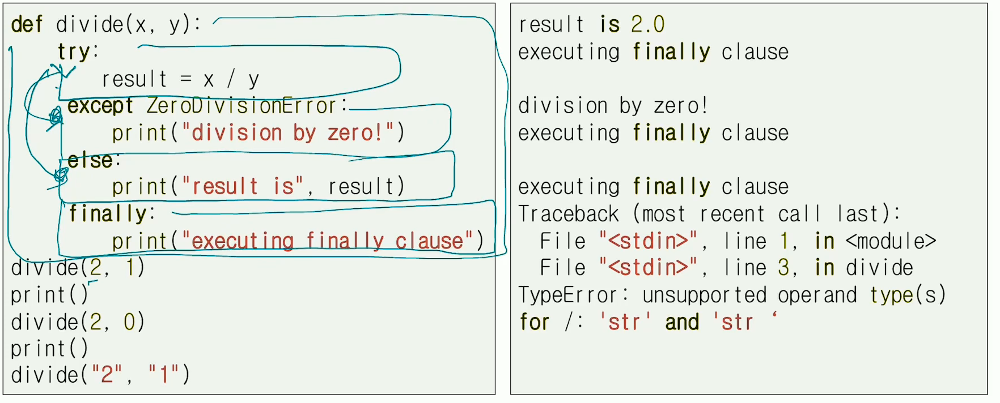 def divide(x, y):
try:
result = x / y
except ZeroDivisionError:
print("division by zero!")
else:
print("result is", result)
finally:
print("executing finally clause")
divide(2, 1)
print()
divide(2, 0)
print()
divide("2", "1")
result is 2.0
executing finally clause
division by zero!
executing finally clause
executing finally clause
Traceback (most recent call last):
File "<stdin>", line 1, in <module>
File "<stdin>", line 3, in divide
TypeError: unsupported operand type(s)
for /: 'str' and 'str ‘